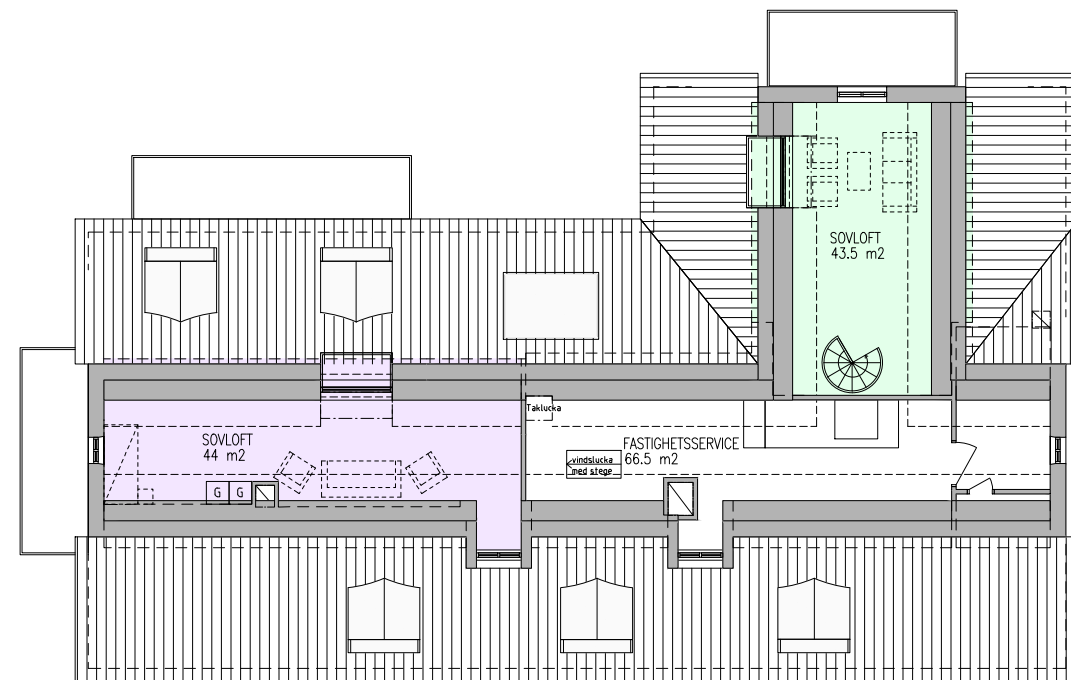 SOVLOFT
43.5 m2
Taklucka
SOVLOFT
44 m2
FASTIGHETSSERVICE
66.5 m2
vindslucka
med stege
G G